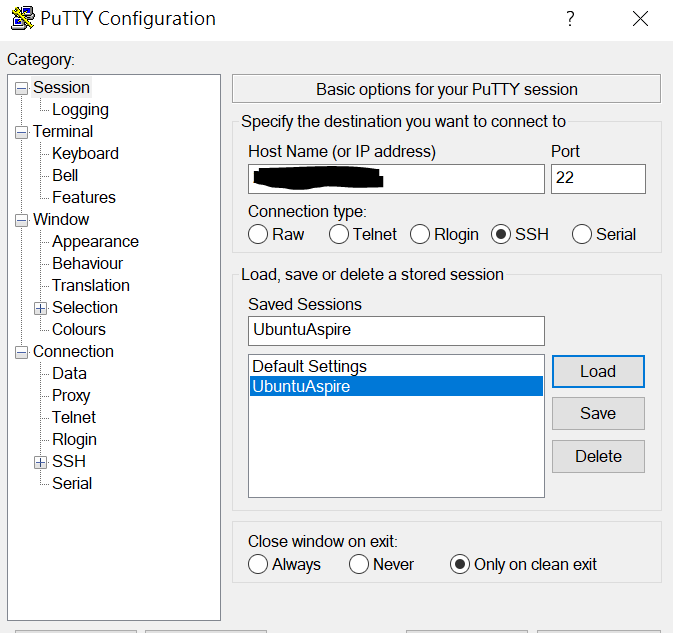 PuTTY Configuration
?
Category:
Session
Logging
Terminal
Keyboard
Bell
Features
Window
Appearance
Behaviour
Translation
Selection
Colours
Connection
Data
Proxy
Telnet
Rlogin
SSH
Serial
Basic options for your PuTTY session
Specify the destination you want to connect to
Host Name (or IP address) Port
22
Connection type:
Raw Telnet Rlogin SSH Serial
Load, save or delete a stored session
Saved Sessions
UbuntuAspire
Default Settings
UbuntuAspire
Load
Save
Delete
Close window on exit:
Always Never Only on clean exit